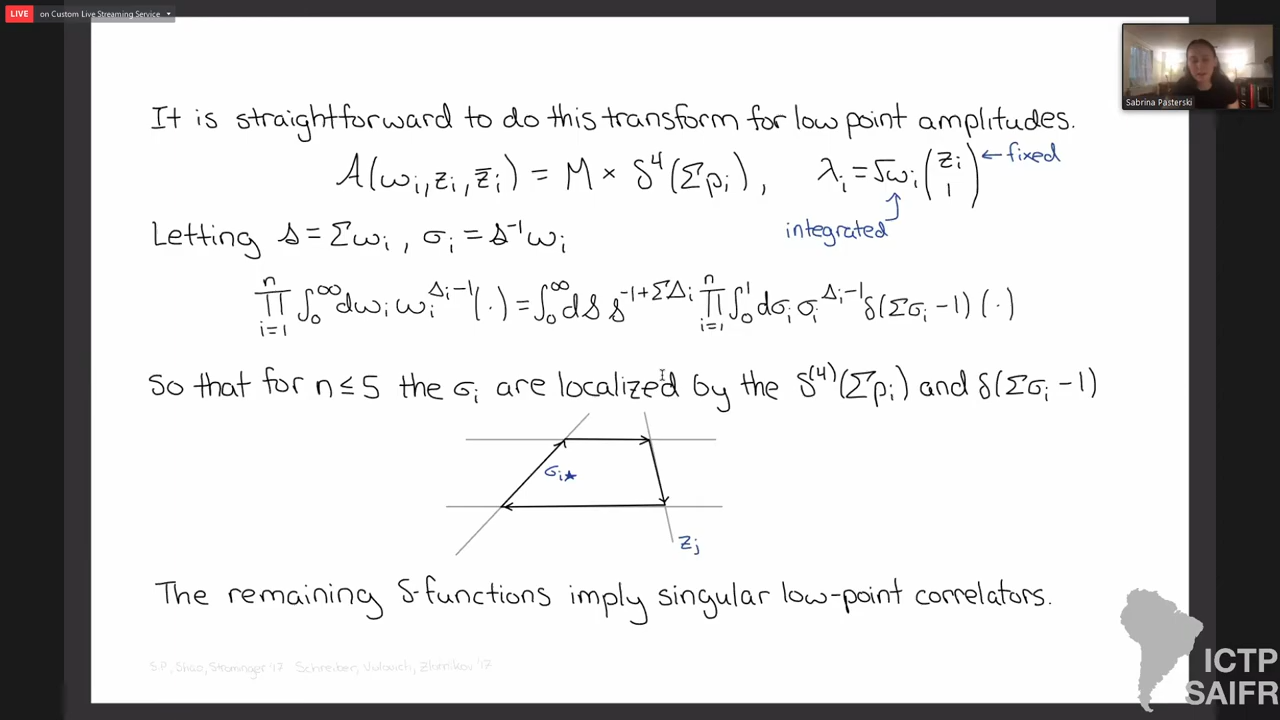 LIVE on Custom Live Streaming Service
Sabrina Pasterski
It is straightforward to do this transform for low point amplitudes.
A(ωᵢ, zᵢ, z̄ᵢ) = M × δ⁴(Σpᵢ), λᵢ = √ωᵢ (zᵢ 1) ← fixed
integrated
Letting s = Σωᵢ, σᵢ = s⁻¹ωᵢ
∏ᵢ₌₁ⁿ ∫₀^∞ dωᵢ ωᵢ^(Δᵢ-1) (·) = ∫₀^∞ ds s^(-1+ΣΔᵢ) ∏ᵢ₌₁ⁿ ∫₀¹ dσᵢ σᵢ^(Δᵢ-1) δ(Σσᵢ-1) (·)
So that for n ≤ 5 the σᵢ are localized by the δ⁽⁴⁾(Σpᵢ) and δ(Σσᵢ-1)
σᵢ⋆
zⱼ
The remaining δ-functions imply singular low-point correlators.
ICTP
SAIFR